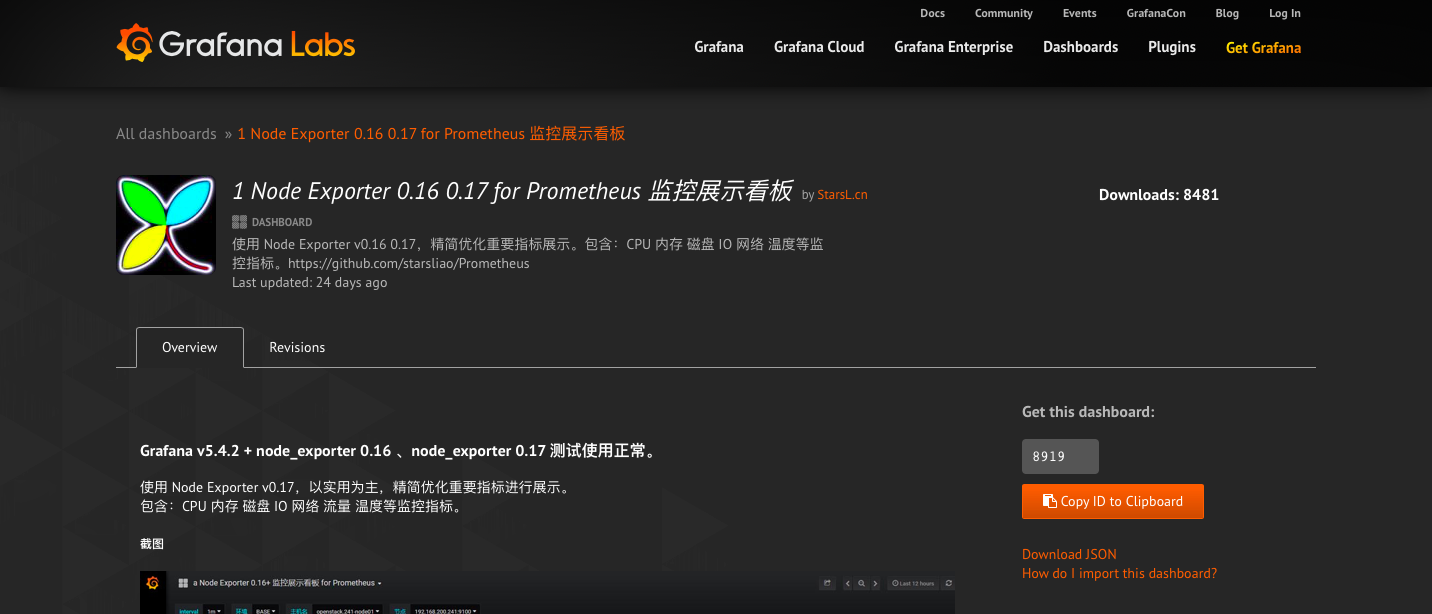 Docs Community Events GrafanaCon Blog Log In
Grafana Labs
Grafana Grafana Cloud Grafana Enterprise Dashboards Plugins Get Grafana
All dashboards » 1 Node Exporter 0.16 0.17 for Prometheus 监控展示看板
1 Node Exporter 0.16 0.17 for Prometheus 监控展示看板 by StarsL.cn
Downloads: 8481
DASHBOARD
使用 Node Exporter v0.16 0.17，精简优化重要指标展示。包含：CPU 内存 磁盘 IO 网络 温度等监
控指标。https://github.com/starsliao/Prometheus
Last updated: 24 days ago
Overview Revisions
Get this dashboard:
8919
Copy ID to Clipboard
Download JSON
How do I import this dashboard?
Grafana v5.4.2 + node_exporter 0.16 、node_exporter 0.17 测试使用正常。
使用 Node Exporter v0.17，以实用为主，精简优化重要指标进行展示。
包含：CPU 内存 磁盘 IO 网络 流量 温度等监控指标。
截图
a Node Exporter 0.16+ 监控展示看板 for Prometheus
Last 12 hours
interval 1m 环境 BASE 主机名 openstack.241-node01 节点 192.168.200.241:9100